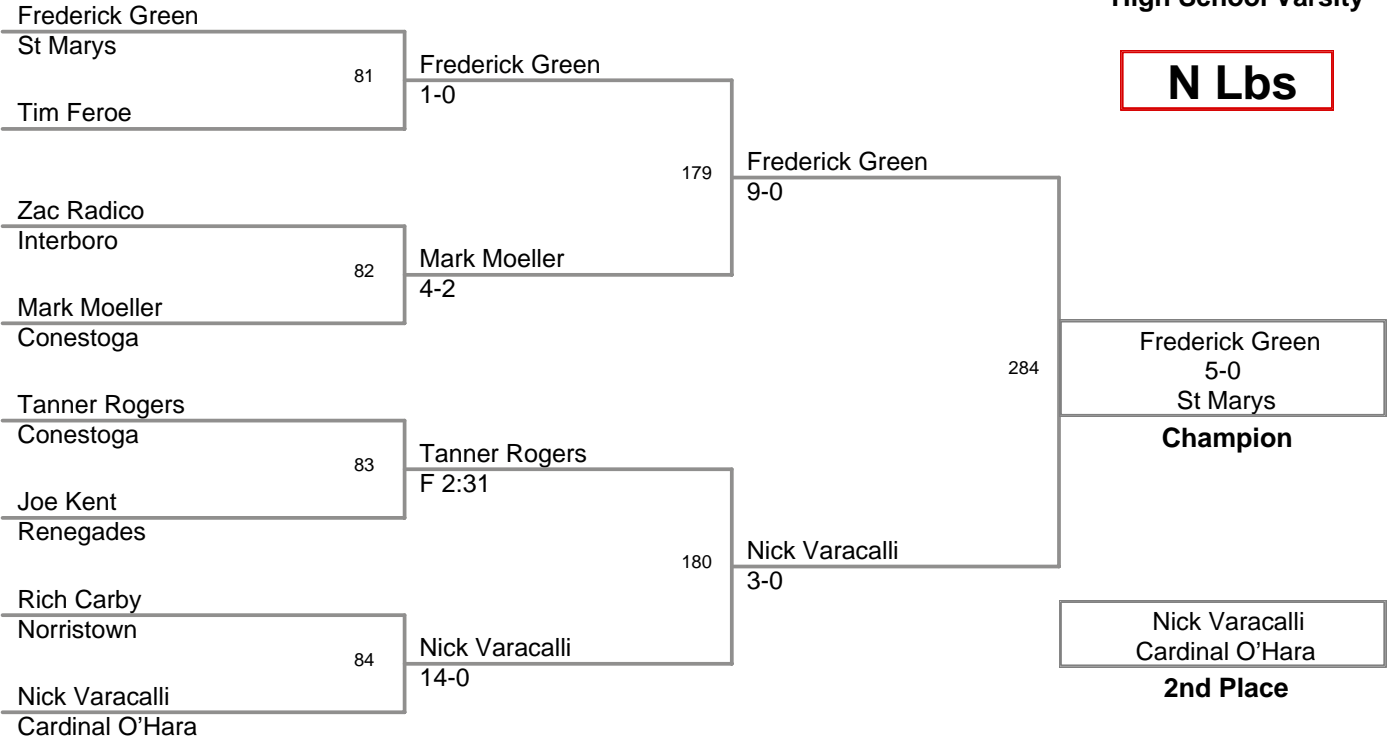 High School Varsity
N Lbs
Frederick Green
St Marys
81
Tim Feroe
Frederick Green
1-0
Zac Radico
Interboro
82
Mark Moeller
Conestoga
Mark Moeller
4-2
179
Frederick Green
9-0
Tanner Rogers
Conestoga
83
Joe Kent
Renegades
Tanner Rogers
F 2:31
Rich Carby
Norristown
84
Nick Varacalli
Cardinal O'Hara
Nick Varacalli
14-0
180
Nick Varacalli
3-0
284
Frederick Green
5-0
St Marys
Champion
Nick Varacalli
Cardinal O'Hara
2nd Place